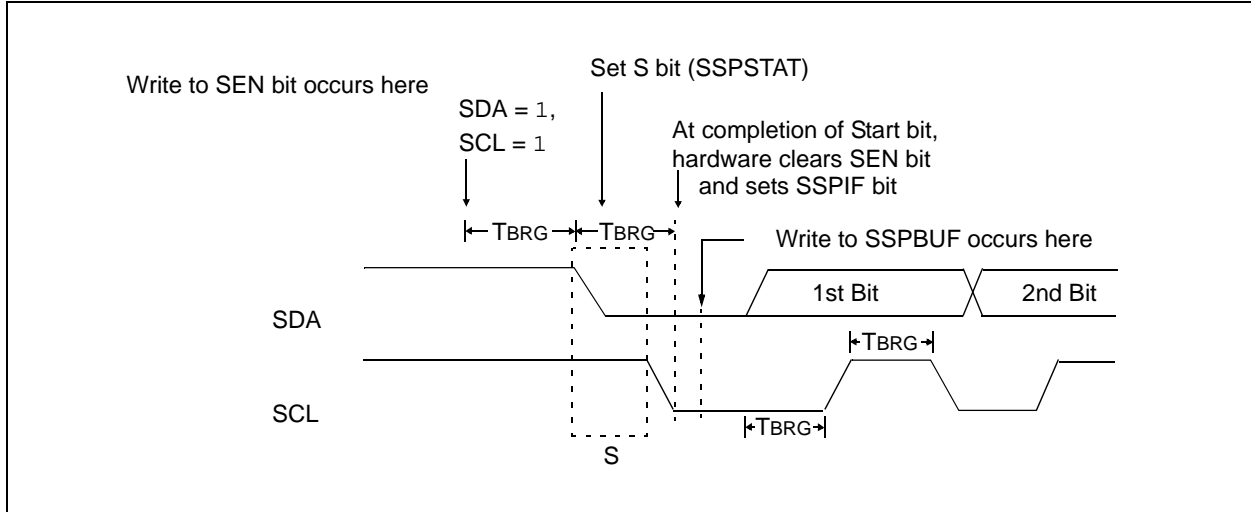 Write to SEN bit occurs here
Set S bit (SSPSTAT)
SDA = 1,
SCL = 1
At completion of Start bit,
hardware clears SEN bit
and sets SSPIF bit
TBRG
TBRG
Write to SSPBUF occurs here
SDA
1st Bit
2nd Bit
TBRG
SCL
TBRG
S